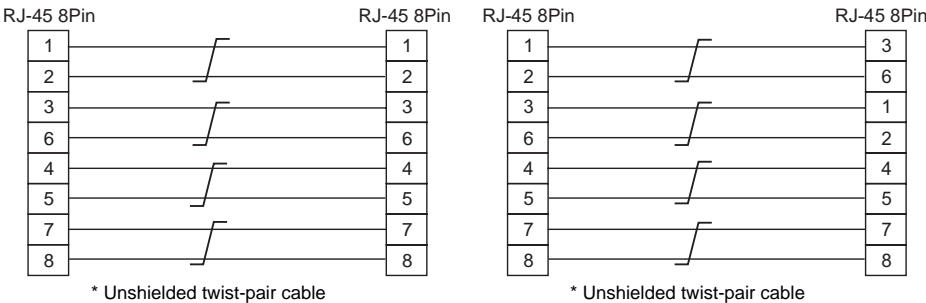 RJ-45 8Pin RJ-45 8Pin RJ-45 8Pin RJ-45 8Pin
1 1 1 3
2 2 2 6
3 3 3 1
6 6 6 2
4 4 4 4
5 5 5 5
7 7 7 7
8 8 8 8
* Unshielded twist-pair cable * Unshielded twist-pair cable